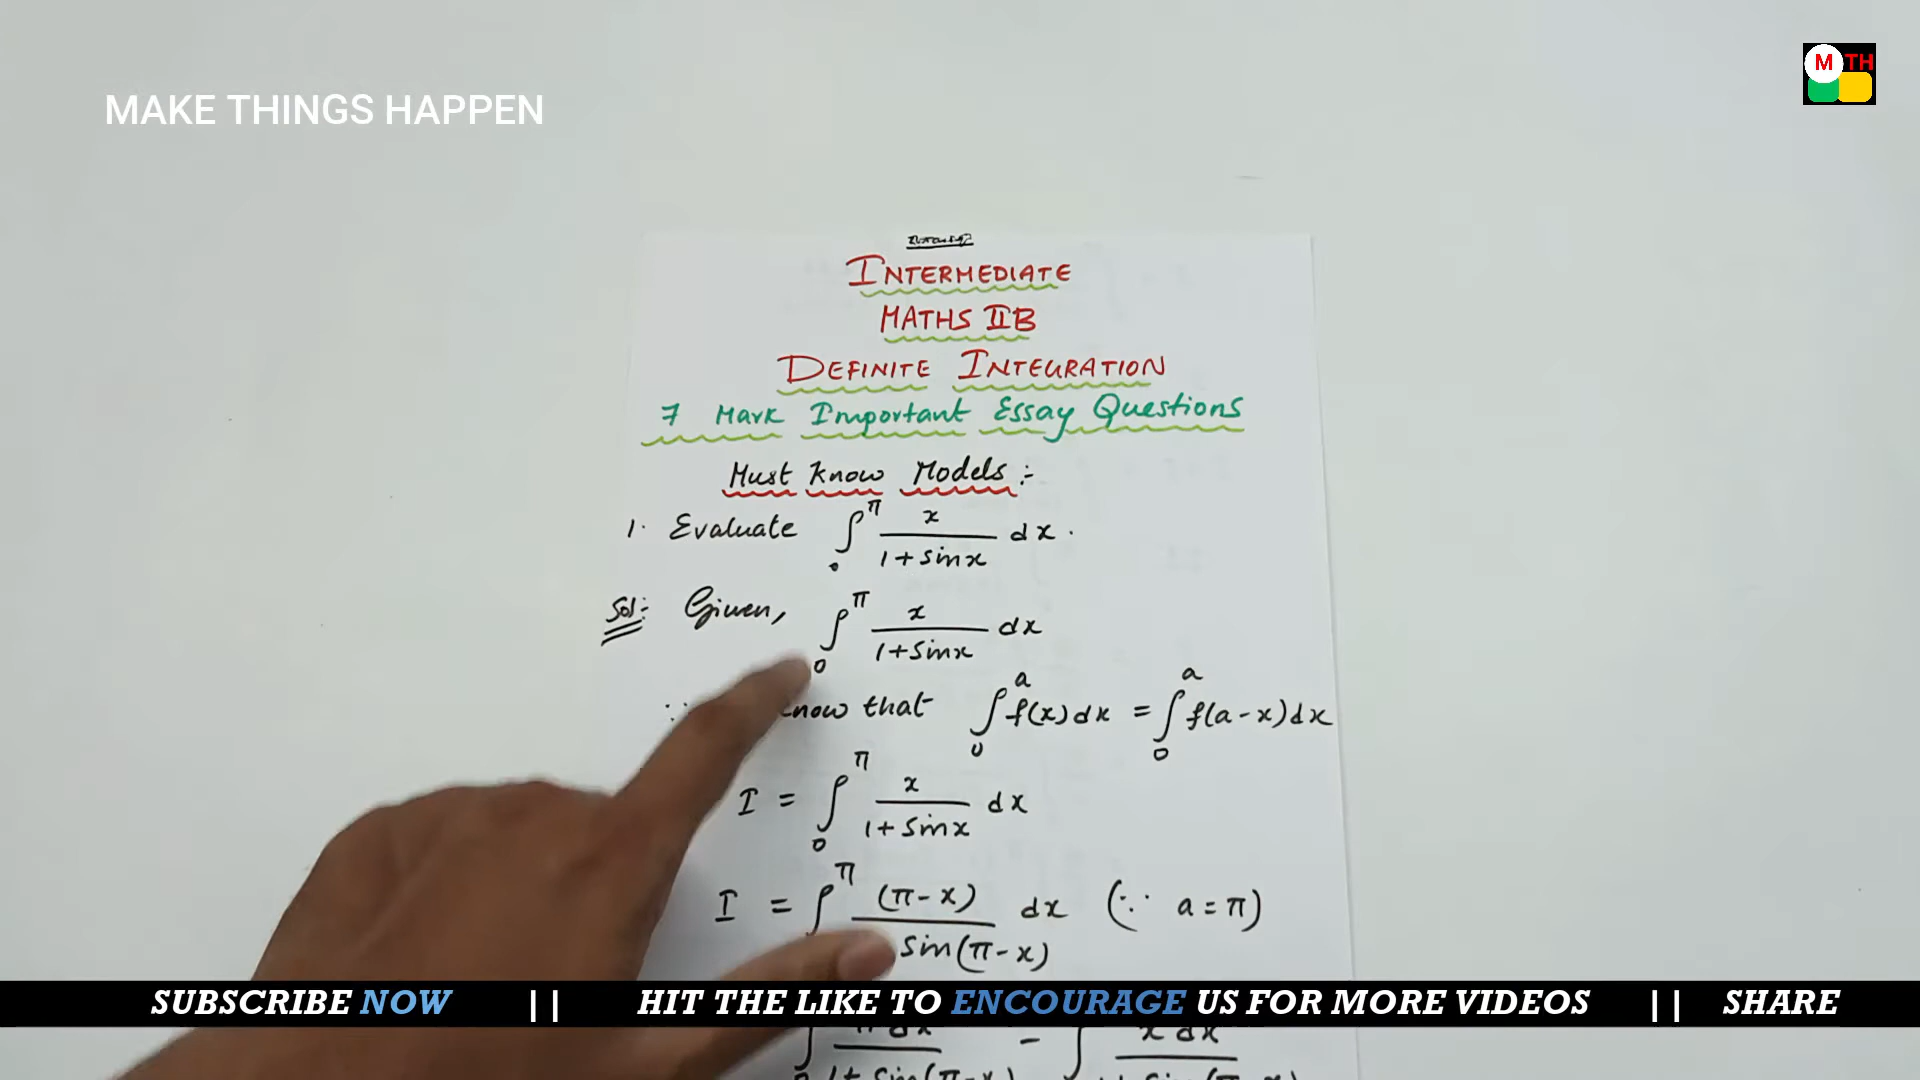 MAKE THINGS HAPPEN
M TH
INTERMEDIATE
MATHS IIB
DEFINITE INTEGRATION
7 Mark Important Essay Questions
Must Know Models :-
1. Evaluate ∫₀^π x/(1+sinx) dx.
Sol:- Given, ∫₀^π x/(1+sinx) dx
∵ know that ∫₀^a f(x)dx = ∫₀^a f(a-x)dx
I = ∫₀^π x/(1+sinx) dx
I = ∫^π (π-x)/sin(π-x) dx (∵ a=π)
SUBSCRIBE NOW || HIT THE LIKE TO ENCOURAGE US FOR MORE VIDEOS || SHARE